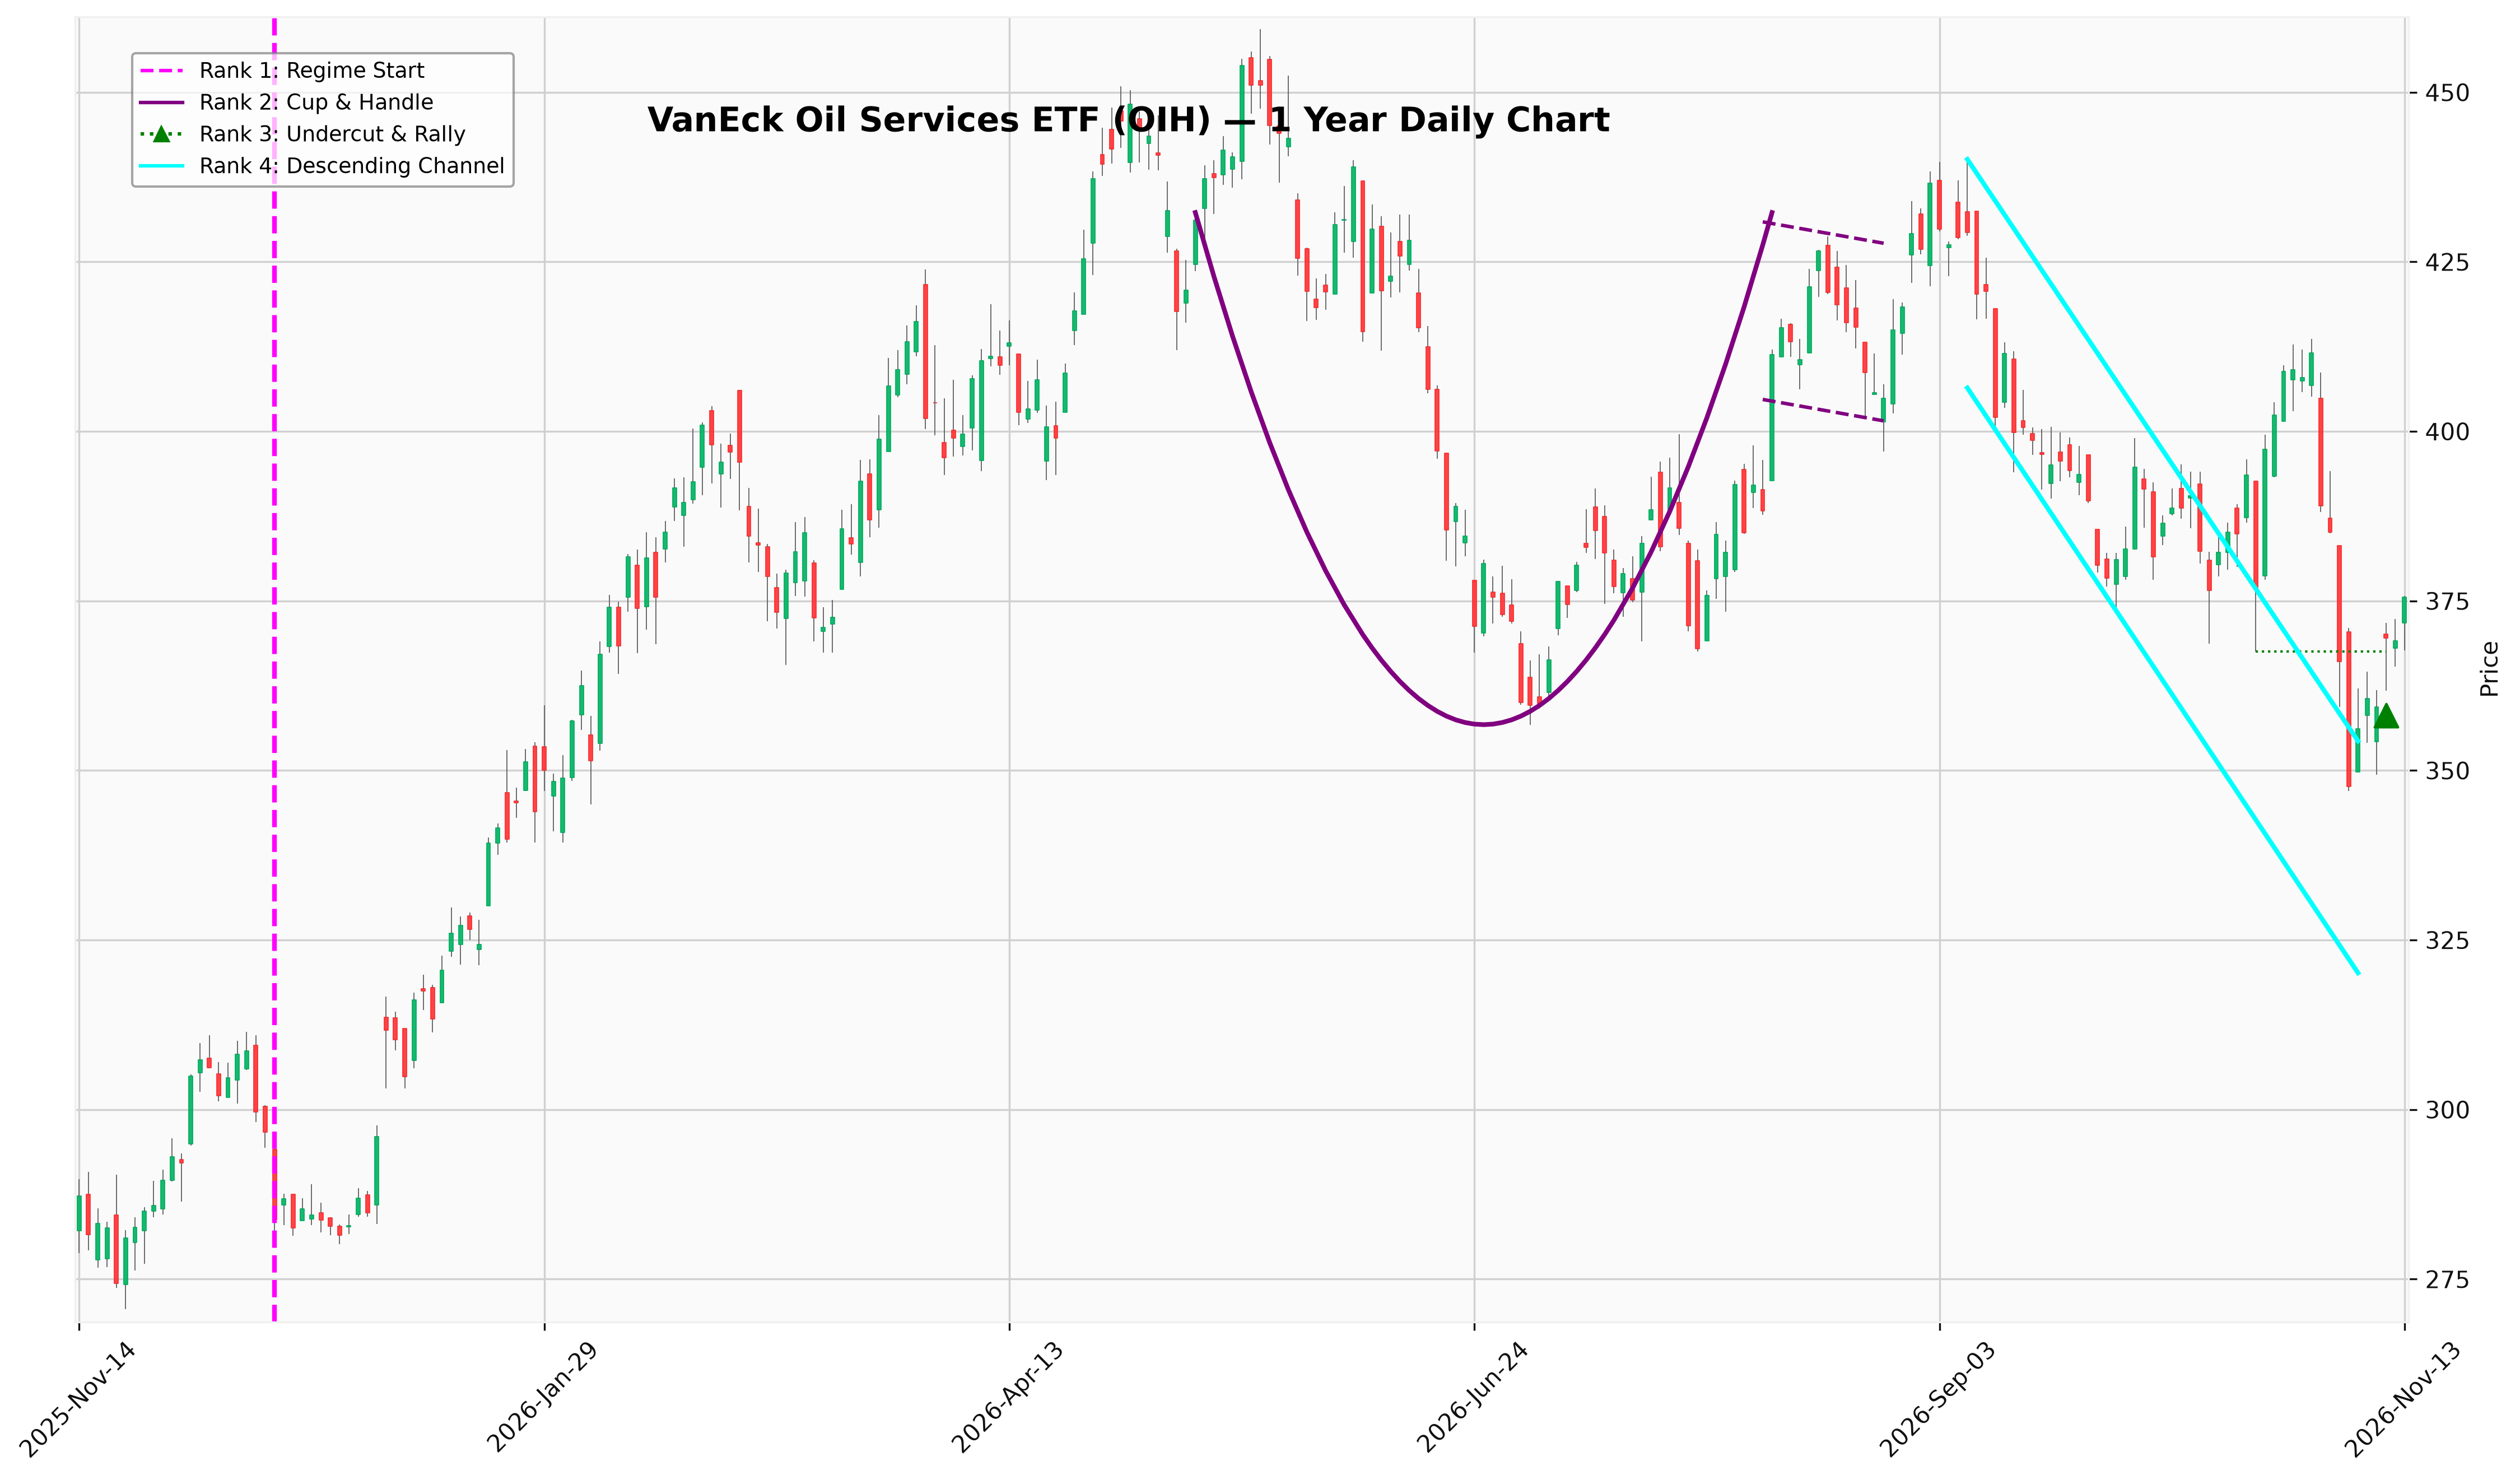 VanEck Oil Services ETF (OIH) — 1 Year Daily Chart
Rank 1: Regime Start
Rank 2: Cup & Handle
Rank 3: Undercut & Rally
Rank 4: Descending Channel
450
425
400
375
350
325
300
275
Price
2025-Nov-14
2026-Jan-29
2026-Apr-13
2026-Jun-24
2026-Sep-03
2026-Nov-13